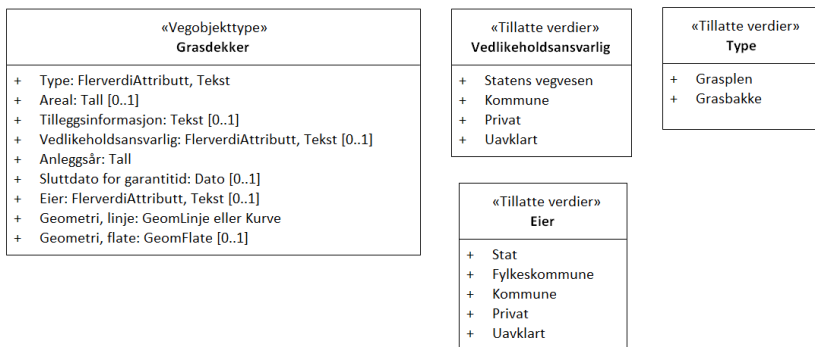 «Vegobjekttype»
Grasdekker
+ Type: FlerverdiAttributt, Tekst
+ Areal: Tall [0..1]
+ Tilleggsinformasjon: Tekst [0..1]
+ Vedlikeholdsansvarlig: FlerverdiAttributt, Tekst [0..1]
+ Anleggsår: Tall
+ Sluttdato for garantitid: Dato [0..1]
+ Eier: FlerverdiAttributt, Tekst [0..1]
+ Geometri, linje: GeomLinje eller Kurve
+ Geometri, flate: GeomFlate [0..1]
«Tillatte verdier»
Vedlikeholdsansvarlig
+ Statens vegvesen
+ Kommune
+ Privat
+ Uavklart
«Tillatte verdier»
Type
+ Grasplen
+ Grasbakke
«Tillatte verdier»
Eier
+ Stat
+ Fylkeskommune
+ Kommune
+ Privat
+ Uavklart